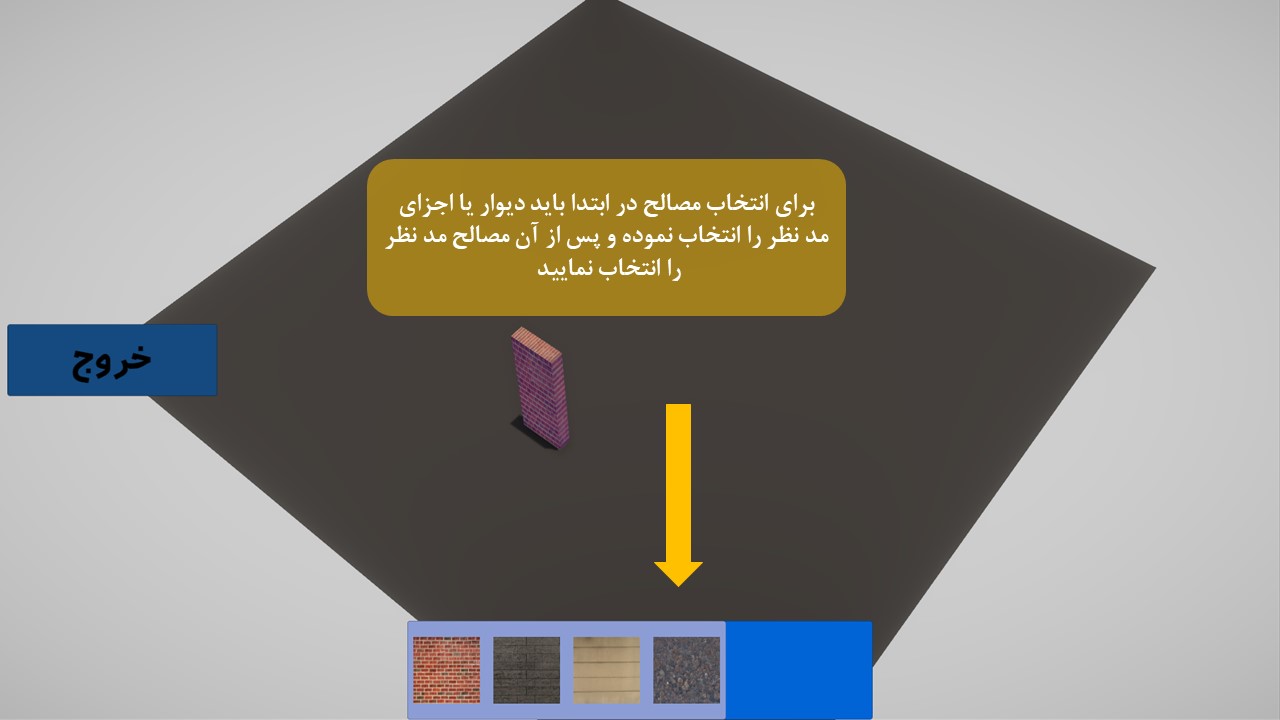 برای انتخاب مصالح در ابتدا باید دیوار یا اجزای
مد نظر را انتخاب نموده و پس از آن مصالح مد نظر
را انتخاب نمایید
خروج